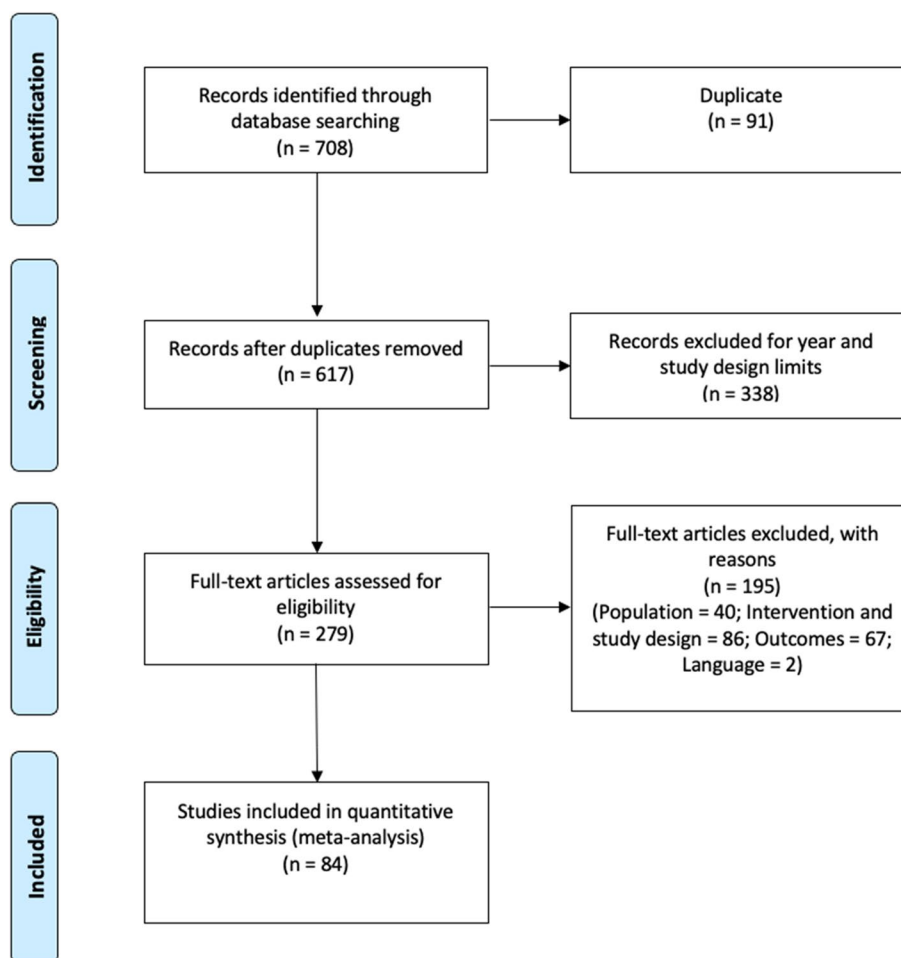 Identification
Records identified through
database searching
(n = 708)
Duplicate
(n = 91)
Screening
Records after duplicates removed
(n = 617)
Records excluded for year and
study design limits
(n = 338)
Eligibility
Full-text articles assessed for
eligibility
(n = 279)
Full-text articles excluded, with
reasons
(n = 195)
(Population = 40; Intervention and
study design = 86; Outcomes = 67;
Language = 2)
Included
Studies included in quantitative
synthesis (meta-analysis)
(n = 84)